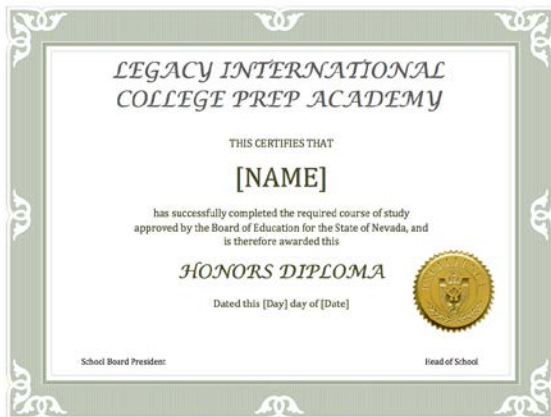 LEGACY INTERNATIONAL
COLLEGE PREP ACADEMY
THIS CERTIFIES THAT
[NAME]
has successfully completed the required course of study
approved by the Board of Education for the State of Nevada, and
is therefore awarded this
HONORS DIPLOMA
Dated this [Day] day of [Date]
School Board President
Head of School